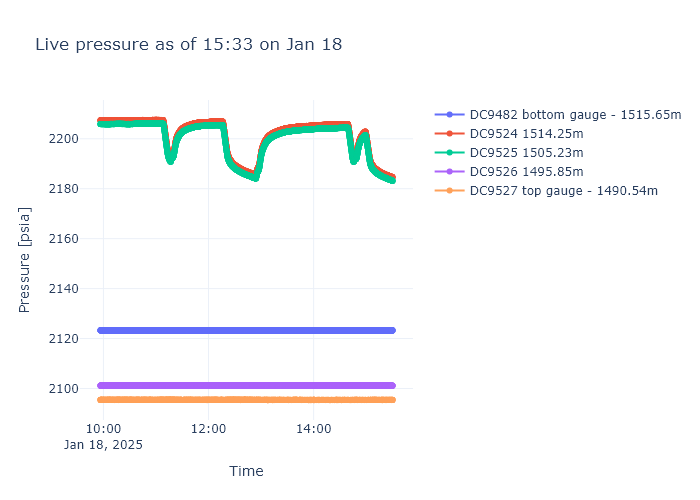 Live pressure as of 15:33 on Jan 18
DC9482 bottom gauge - 1515.65m
DC9524 1514.25m
DC9525 1505.23m
DC9526 1495.85m
DC9527 top gauge - 1490.54m
Pressure [psia]
2200
2180
2160
2140
2120
2100
10:00
12:00
14:00
Jan 18, 2025
Time